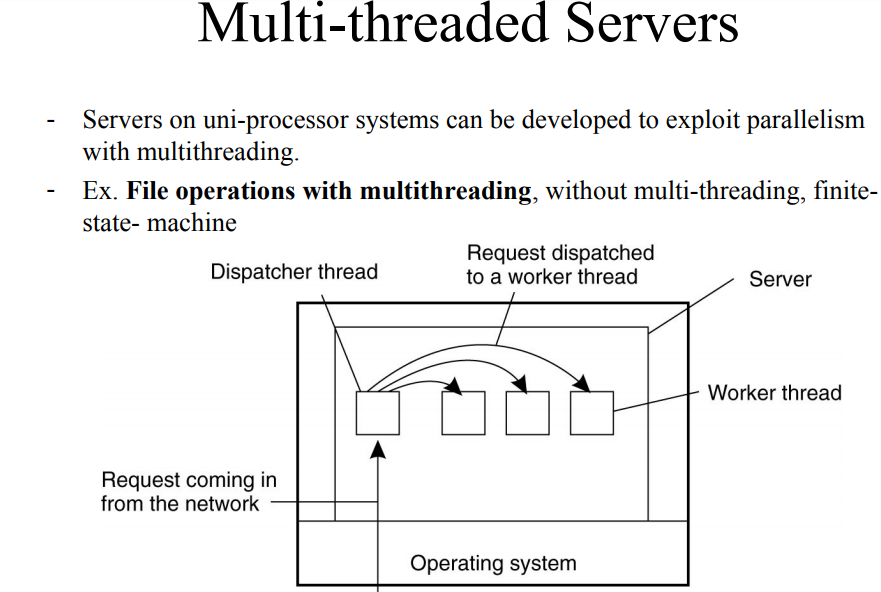 Multi-threaded Servers
- Servers on uni-processor systems can be developed to exploit parallelism
with multithreading.
- Ex. File operations with multithreading, without multi-threading, finite-
state- machine
Request dispatched
to a worker thread
Dispatcher thread
Server
Worker thread
Request coming in
from the network
Operating system